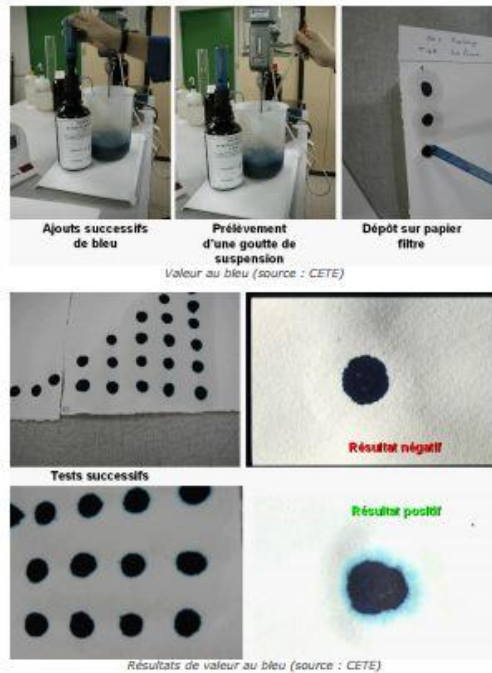 Ajouts successifs
de bleu
Prélèvement
d'une goutte de
suspension
Dépôt sur papier
filtre
Valeur au bleu (source : CETE)
Résultat négatif
Tests successifs
Résultat positif
Résultats de valeur au bleu (source : CETE)